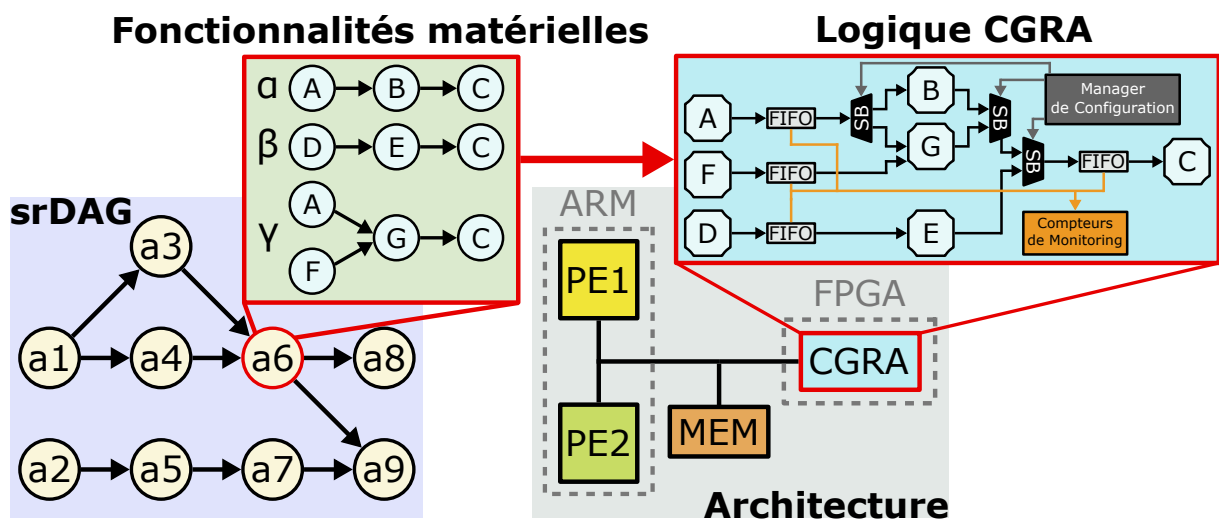 Fonctionnalités matérielles
α A B C
β D E C
γ A F G C
Logique CGRA
A FIFO SB B SB Manager
de Configuration
F FIFO G SB FIFO C
D FIFO E Compteurs
de Monitoring
srDAG
a3
a1 a4 a6 a8
a2 a5 a7 a9
ARM
PE1
FPGA
CGRA
PE2
MEM
Architecture